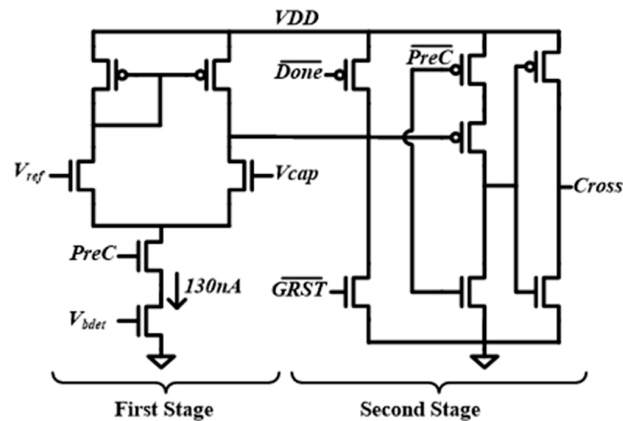 VDD
Done
PreC
Vref
Vcap
Cross
PreC
130nA
GRST
Vbdet
First Stage
Second Stage